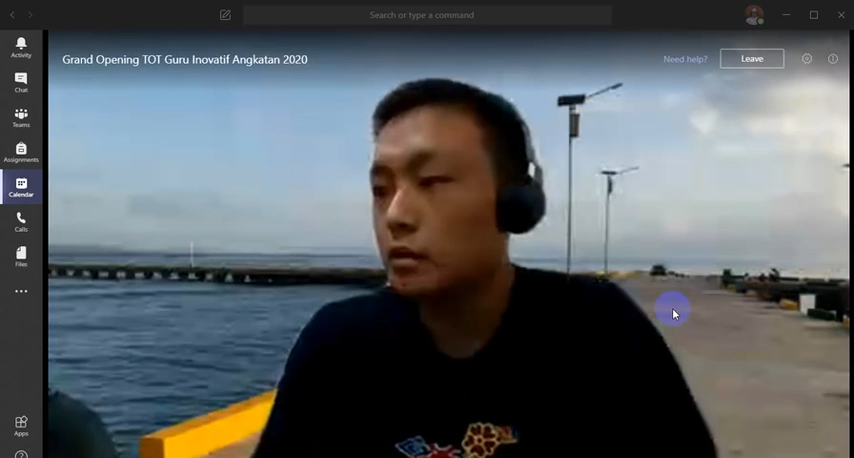 Search or type a command
Activity
Grand Opening TOT Guru Inovatif Angkatan 2020
Need help?
Leave
Chat
Teams
Assignments
Calendar
Calls
Files
Apps